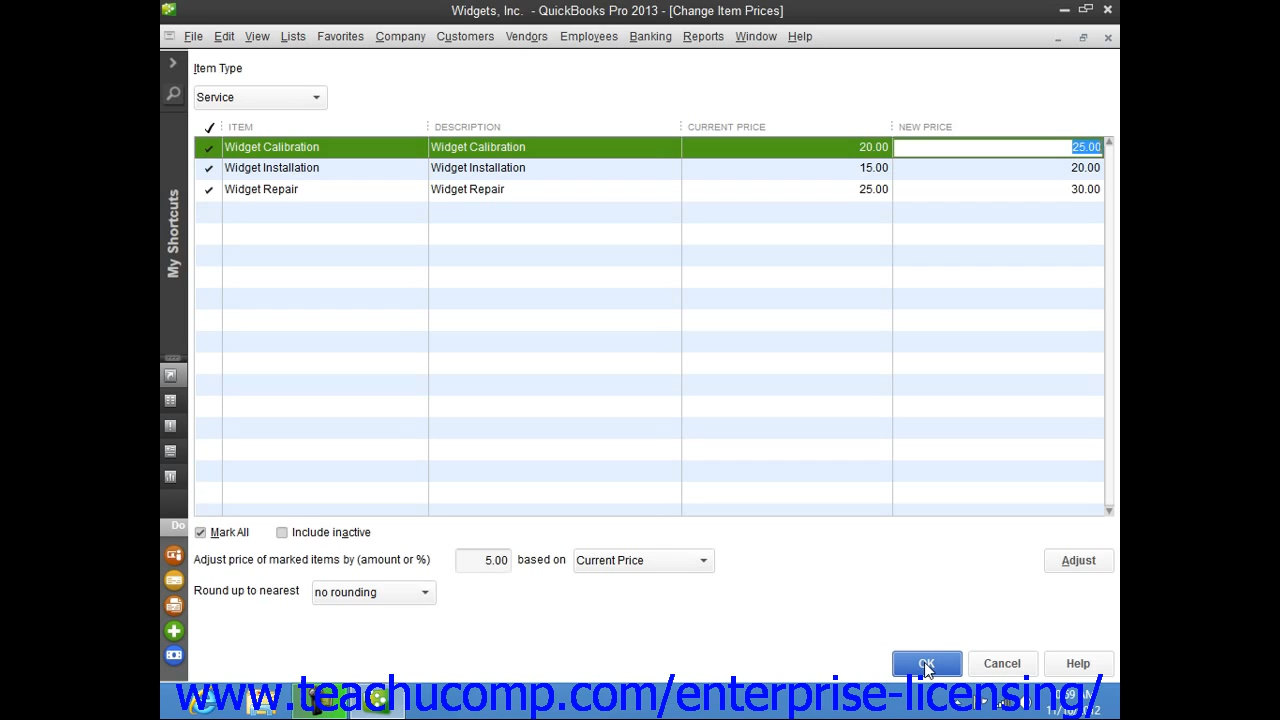 Widgets, Inc. - QuickBooks Pro 2013 - [Change Item Prices]
File Edit View Lists Favorites Company Customers Vendors Employees Banking Reports Window Help
Item Type
Service
ITEM DESCRIPTION CURRENT PRICE NEW PRICE
Widget Calibration Widget Calibration 20.00 25.00
Widget Installation Widget Installation 15.00 20.00
Widget Repair Widget Repair 25.00 30.00
My Shortcuts
Do
Mark All Include inactive
Adjust price of marked items by (amount or %) 5.00 based on Current Price Adjust
Round up to nearest no rounding
OK Cancel Help
www.teachucomp.com/enterprise-licensing/